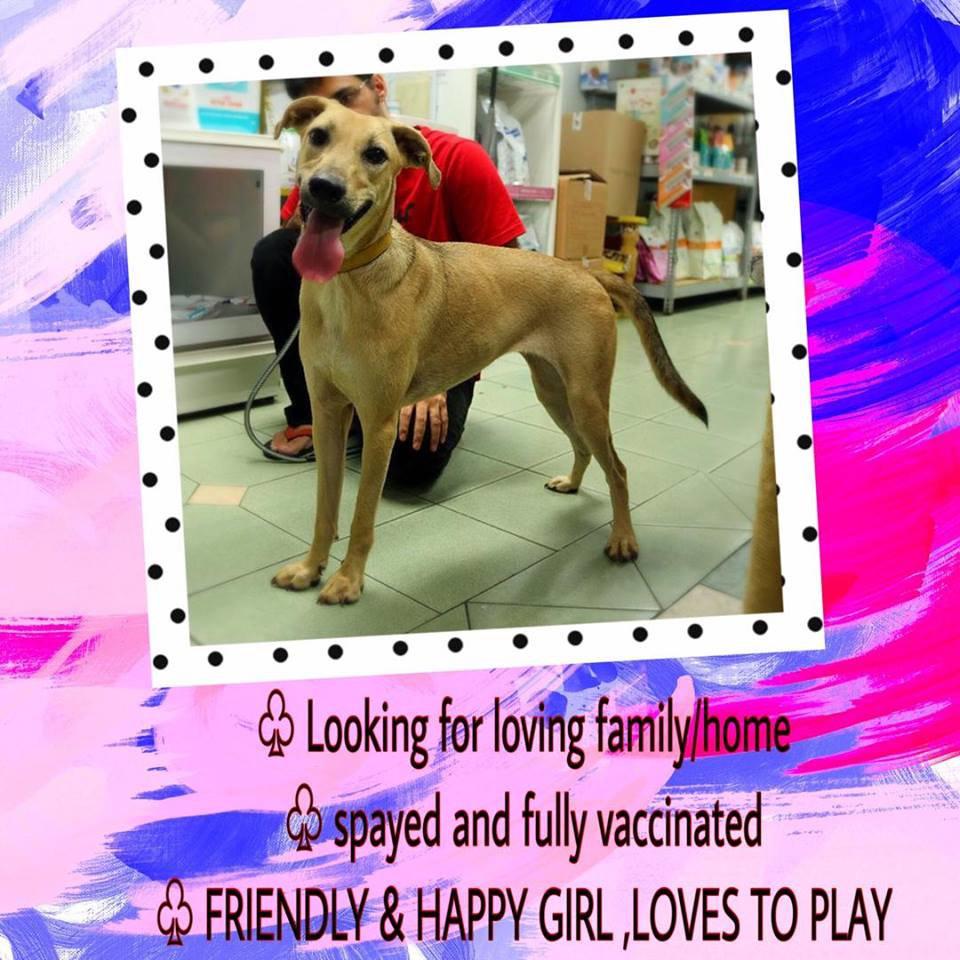 ♧ Looking for loving family/home
♧ spayed and fully vaccinated
♧ FRIENDLY & HAPPY GIRL ,LOVES TO PLAY